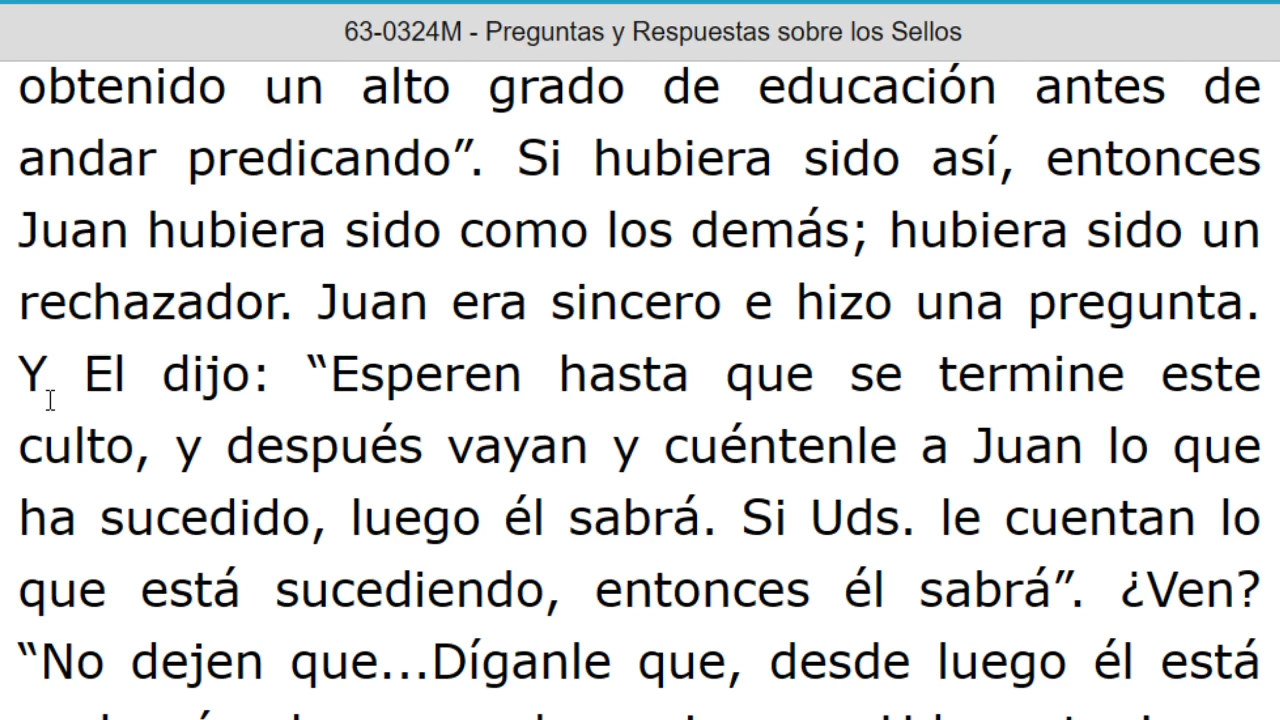 63-0324M - Preguntas y Respuestas sobre los Sellos
obtenido un alto grado de educación antes de
andar predicando”. Si hubiera sido así, entonces
Juan hubiera sido como los demás; hubiera sido un
rechazador. Juan era sincero e hizo una pregunta.
Y El dijo: “Esperen hasta que se termine este
culto, y después vayan y cuéntenle a Juan lo que
ha sucedido, luego él sabrá. Si Uds. le cuentan lo
que está sucediendo, entonces él sabrá”. ¿Ven?
“No dejen que...Díganle que, desde luego él está